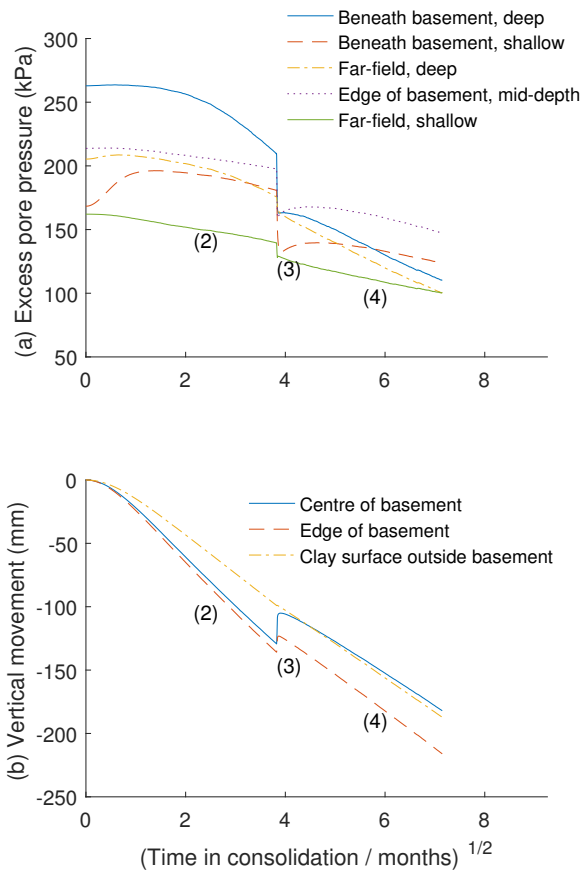 Beneath basement, deep
Beneath basement, shallow
Far-field, deep
Edge of basement, mid-depth
Far-field, shallow
(a) Excess pore pressure (kPa)
300
250
200
150
100
50
(2)
(3)
(4)
0 2 4 6 8
(b) Vertical movement (mm)
0
-50
-100
-150
-200
-250
Centre of basement
Edge of basement
Clay surface outside basement
(2)
(3)
(4)
0 2 4 6 8
(Time in consolidation / months) 1/2